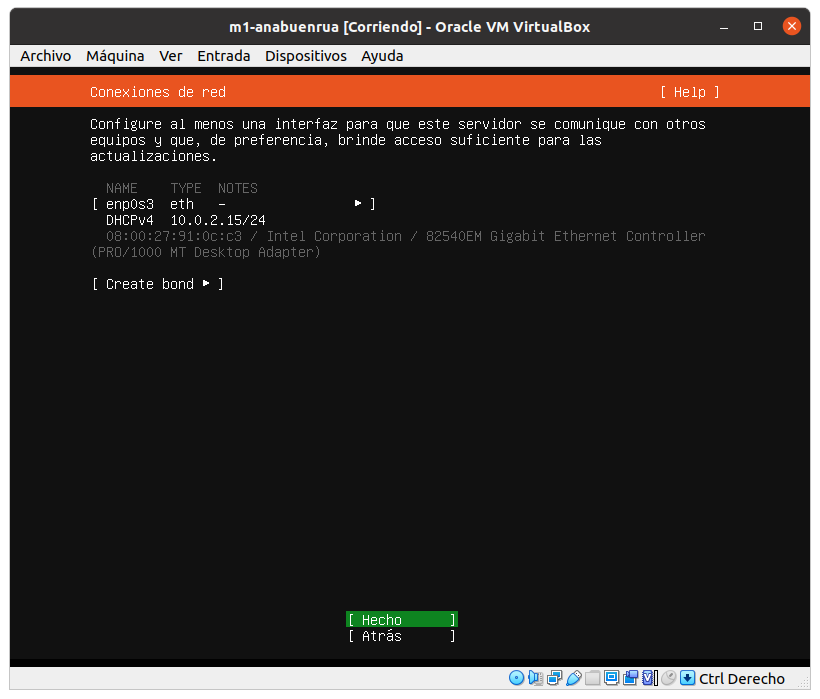 m1-anabuenrua [Corriendo] - Oracle VM VirtualBox
Archivo Máquina Ver Entrada Dispositivos Ayuda
Conexiones de red [ Help ]
Configure al menos una interfaz para que este servidor se comunique con otros
equipos y que, de preferencia, brinde acceso suficiente para las
actualizaciones.
NAME TYPE NOTES
[ enp0s3 eth - ▸ ]
DHCPv4 10.0.2.15/24
08:00:27:91:0c:c3 / Intel Corporation / 82540EM Gigabit Ethernet Controller
(PRO/1000 MT Desktop Adapter)
[ Create bond ▸ ]
[ Hecho ]
[ Atrás ]
Ctrl Derecho